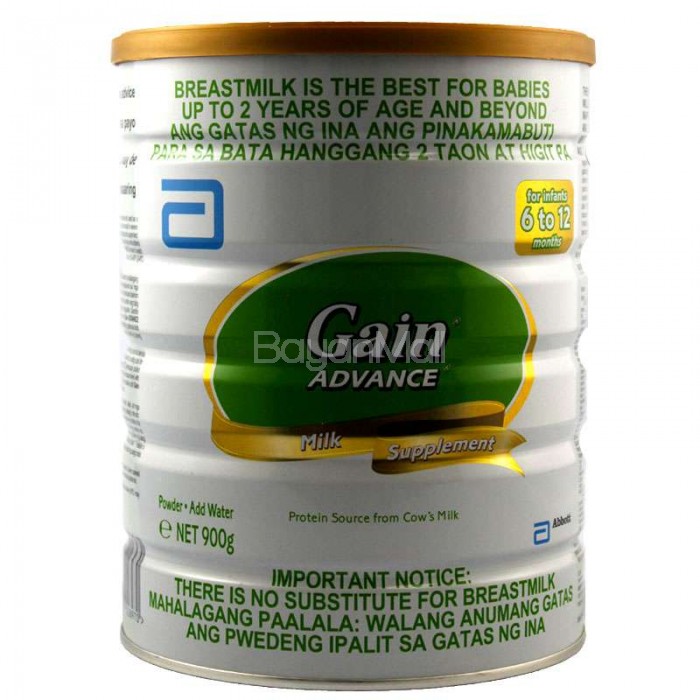 BREASTMILK IS THE BEST FOR BABIES
UP TO 2 YEARS OF AGE AND BEYOND
ANG GATAS NG INA ANG PINAKAMABUTI
PARA SA BATA HANGGANG 2 TAON AT HIGIT PA
for infants
6 to 12
months
Gain
BayanMall
ADVANCE
Milk Supplement
Powder • Add Water
e NET 900g
Protein Source from Cow's Milk
Abbott
IMPORTANT NOTICE:
THERE IS NO SUBSTITUTE FOR BREASTMILK
MAHALAGANG PAALALA: WALANG ANUMANG GATAS
ANG PWEDENG IPALIT SA GATAS NG INA